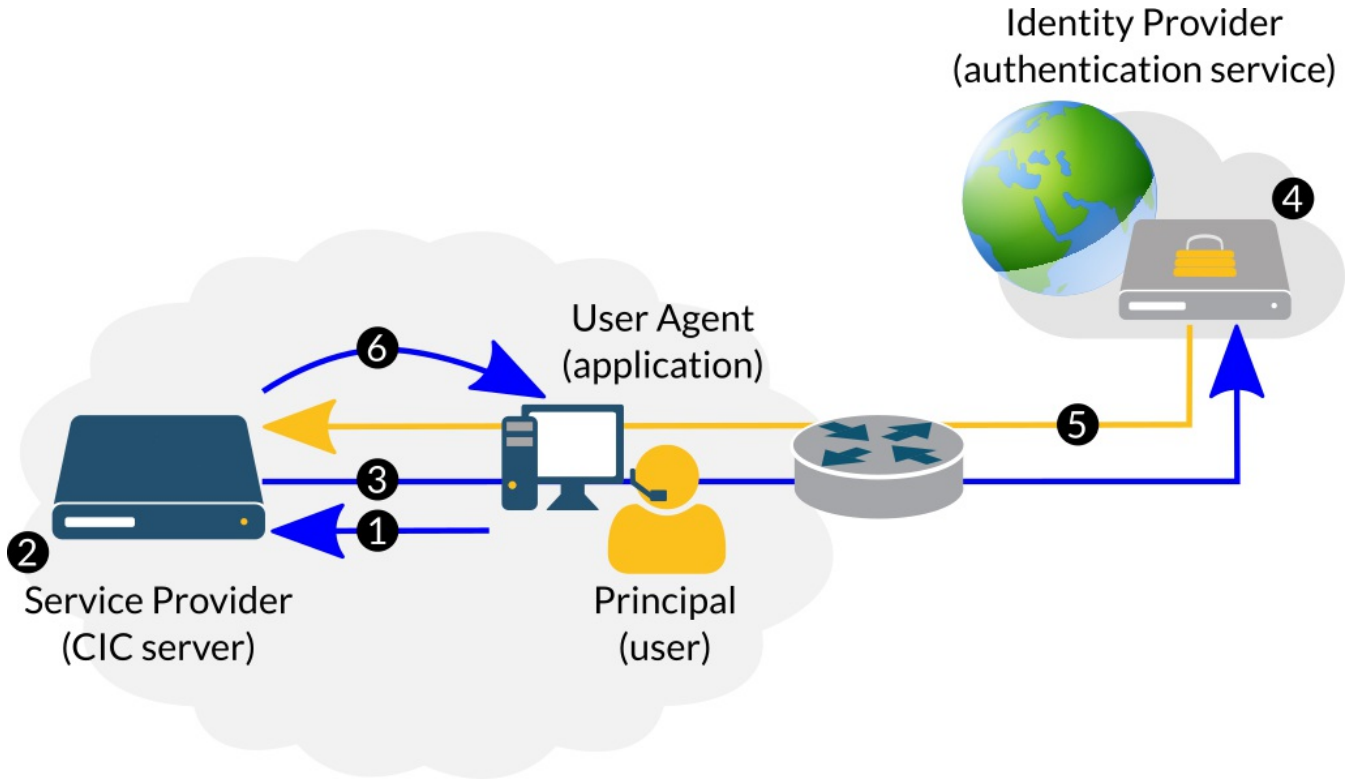 Identity Provider
(authentication service)
4
User Agent
(application)
6
5
3
1
2
Service Provider
(CIC server)
Principal
(user)